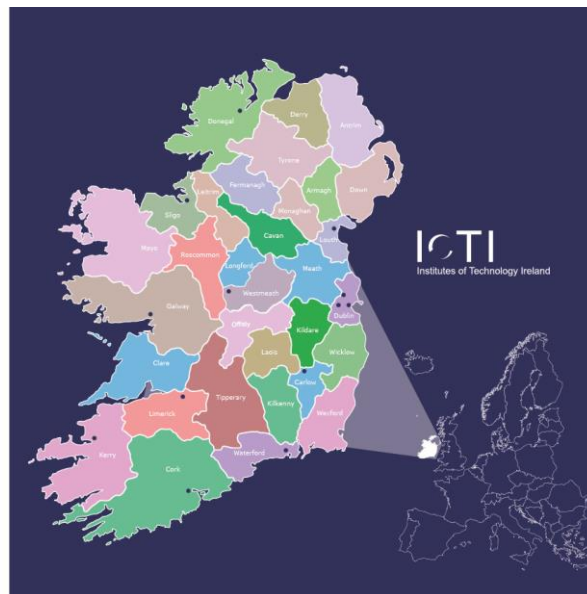 Donegal
Derry
Antrim
Tyrone
Fermanagh
Armagh
Down
Leitrim
Monaghan
Sligo
Cavan
Louth
Mayo
Roscommon
Longford
Meath
Westmeath
Galway
Dublin
Offaly
Kildare
Laois
Wicklow
Clare
Carlow
Tipperary
Kilkenny
Limerick
Wexford
Waterford
Kerry
Cork
IOTI
Institutes of Technology Ireland